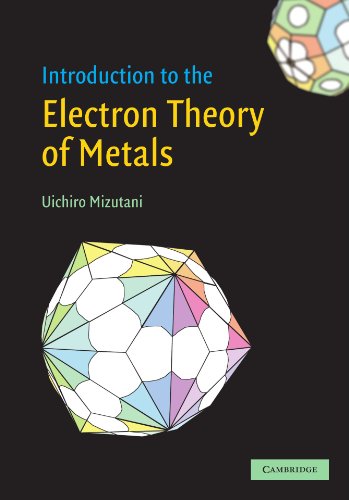 Introduction to the
Electron Theory
of Metals
Uichiro Mizutani
CAMBRIDGE